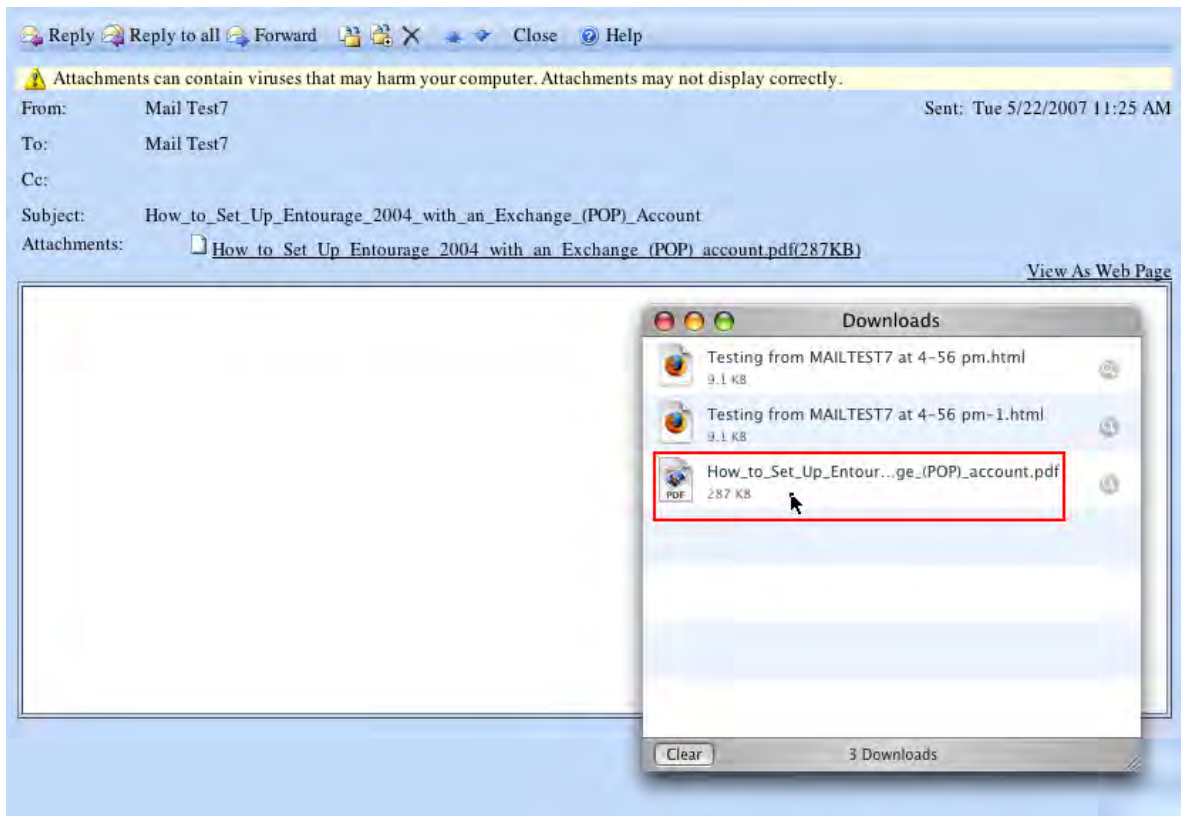 Reply Reply to all Forward Close Help
Attachments can contain viruses that may harm your computer. Attachments may not display correctly.
From: Mail Test7 Sent: Tue 5/22/2007 11:25 AM
To: Mail Test7
Cc:
Subject: How_to_Set_Up_Entourage_2004_with_an_Exchange_(POP)_Account
Attachments: How_to_Set_Up_Entourage_2004_with_an_Exchange_(POP)_account.pdf(287KB)
View As Web Page
Downloads
Testing from MAILTEST7 at 4-56 pm.html
9.1 KB
Testing from MAILTEST7 at 4-56 pm-1.html
9.1 KB
How_to_Set_Up_Entour...ge_(POP)_account.pdf
PDF 287 KB
Clear 3 Downloads